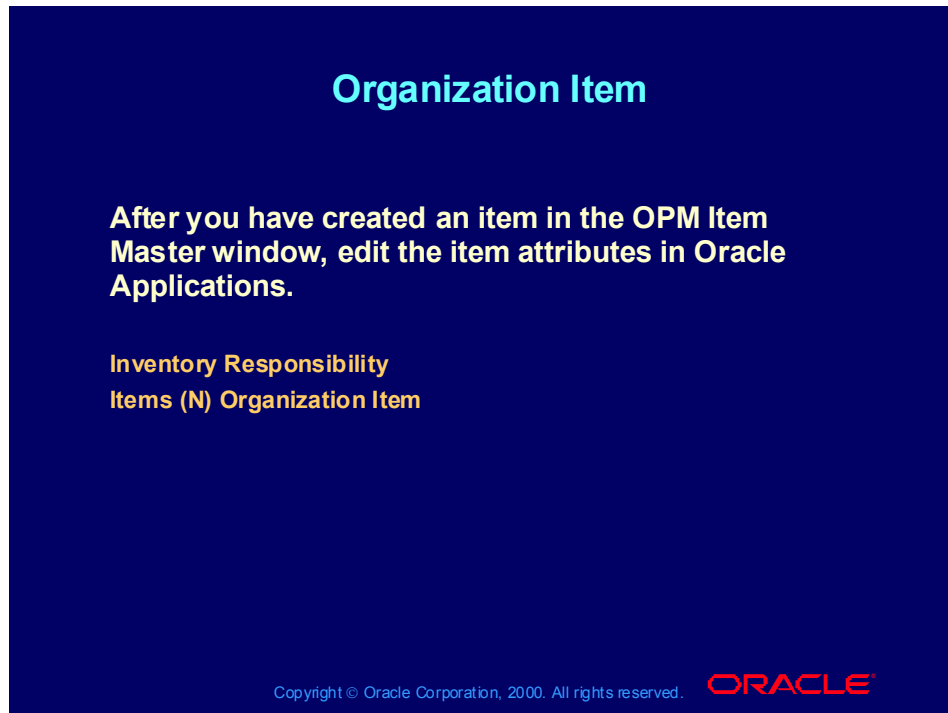 Organization Item
After you have created an item in the OPM Item
Master window, edit the item attributes in Oracle
Applications.
Inventory Responsibility
Items (N) Organization Item
Copyright © Oracle Corporation, 2000. All rights reserved.
ORACLE®